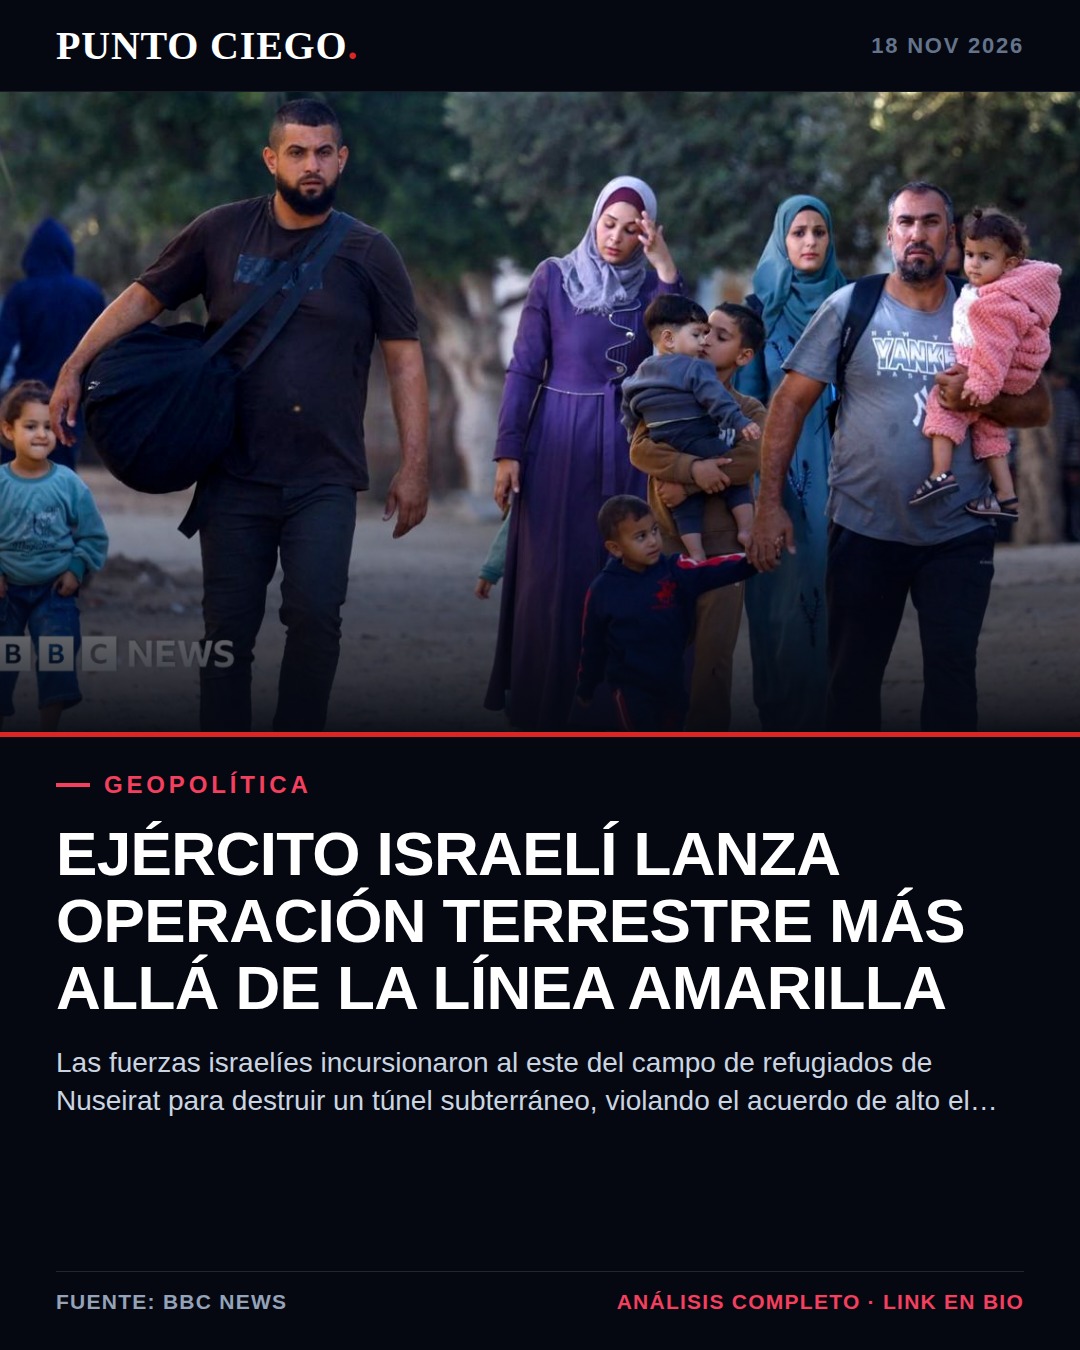 PUNTO CIEGO.
18 NOV 2026
YANKE
BBC NEWS
GEOPOLÍTICA
EJÉRCITO ISRAELÍ LANZA
OPERACIÓN TERRESTRE MÁS
ALLÁ DE LA LÍNEA AMARILLA
Las fuerzas israelíes incursionaron al este del campo de refugiados de
Nuseirat para destruir un túnel subterráneo, violando el acuerdo de alto el…
FUENTE: BBC NEWS
ANÁLISIS COMPLETO · LINK EN BIO